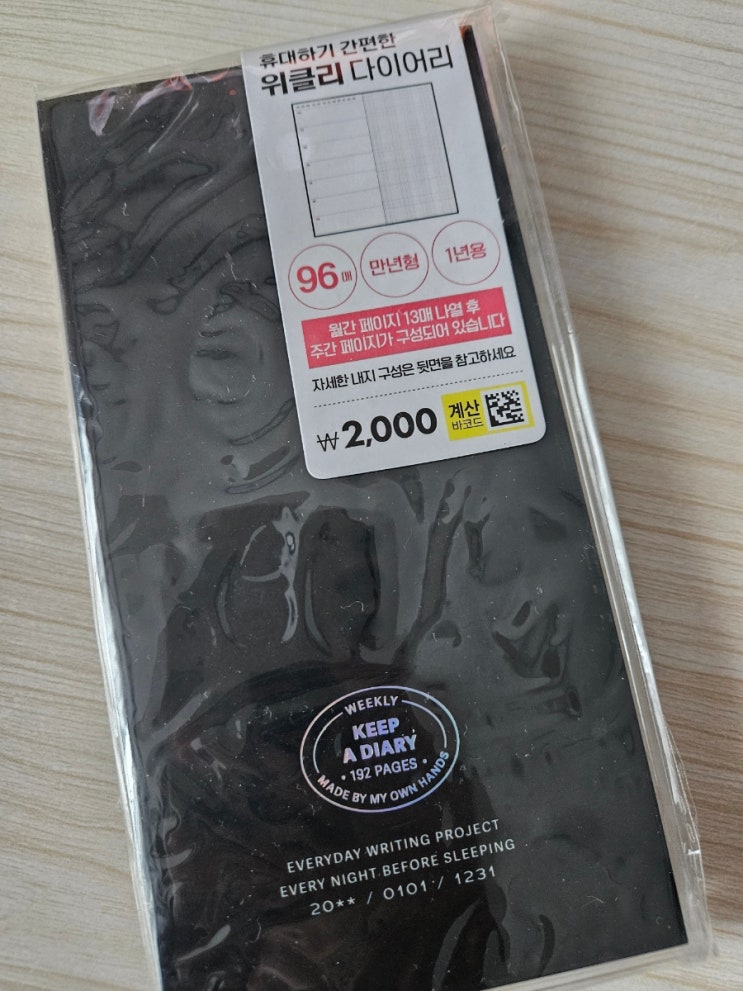 휴대하기 간편한
위클리 다이어리
96매
만년형
1년용
월간 페이지 13매 나열 후
주간 페이지가 구성되어 있습니다
자세한 내지 구성은 뒷면을 참고하세요
₩2,000
계산
바코드
WEEKLY
KEEP
A DIARY
• 192 PAGES •
MADE BY MY OWN HANDS
EVERYDAY WRITING PROJECT
EVERY NIGHT BEFORE SLEEPING
20** / 0101 / 1231